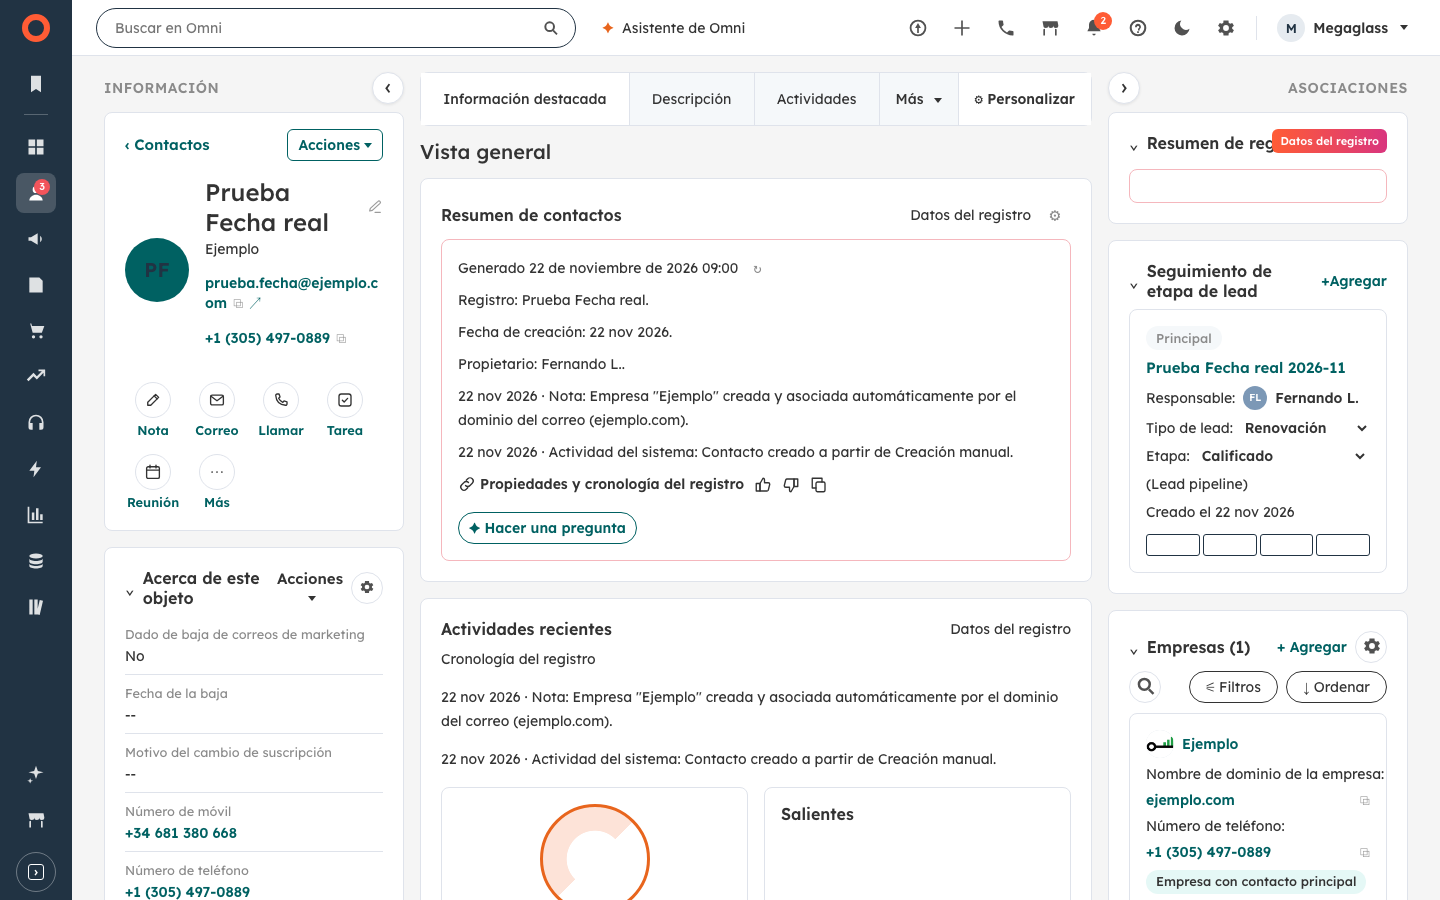 Buscar en Omni
Asistente de Omni
2
M
Megaglass
3
INFORMACIÓN
Contactos
Acciones
Prueba
Fecha real
Ejemplo
PF
prueba.fecha@ejemplo.c
om
+1 (305) 497-0889
Nota
Correo
Llamar
Tarea
Reunión
Más
Acerca de este
objeto
Acciones
Dado de baja de correos de marketing
No
Fecha de la baja
--
Motivo del cambio de suscripción
--
Número de móvil
+34 681 380 668
Número de teléfono
+1 (305) 497-0889
Información destacada
Descripción
Actividades
Más
Personalizar
Vista general
Resumen de contactos
Datos del registro
Generado 22 de noviembre de 2026 09:00
Registro: Prueba Fecha real.
Fecha de creación: 22 nov 2026.
Propietario: Fernando L..
22 nov 2026 · Nota: Empresa "Ejemplo" creada y asociada automáticamente por el
dominio del correo (ejemplo.com).
22 nov 2026 · Actividad del sistema: Contacto creado a partir de Creación manual.
Propiedades y cronología del registro
Hacer una pregunta
Actividades recientes
Datos del registro
Cronología del registro
22 nov 2026 · Nota: Empresa "Ejemplo" creada y asociada automáticamente por el dominio
del correo (ejemplo.com).
22 nov 2026 · Actividad del sistema: Contacto creado a partir de Creación manual.
Salientes
ASOCIACIONES
Resumen de reg
Datos del registro
Seguimiento de
etapa de lead
+Agregar
Principal
Prueba Fecha real 2026-11
Responsable:
FL
Fernando L.
Tipo de lead: Renovación
Etapa: Calificado
(Lead pipeline)
Creado el 22 nov 2026
Empresas (1)
+ Agregar
Filtros
Ordenar
Ejemplo
Nombre de dominio de la empresa:
ejemplo.com
Número de teléfono:
+1 (305) 497-0889
Empresa con contacto principal